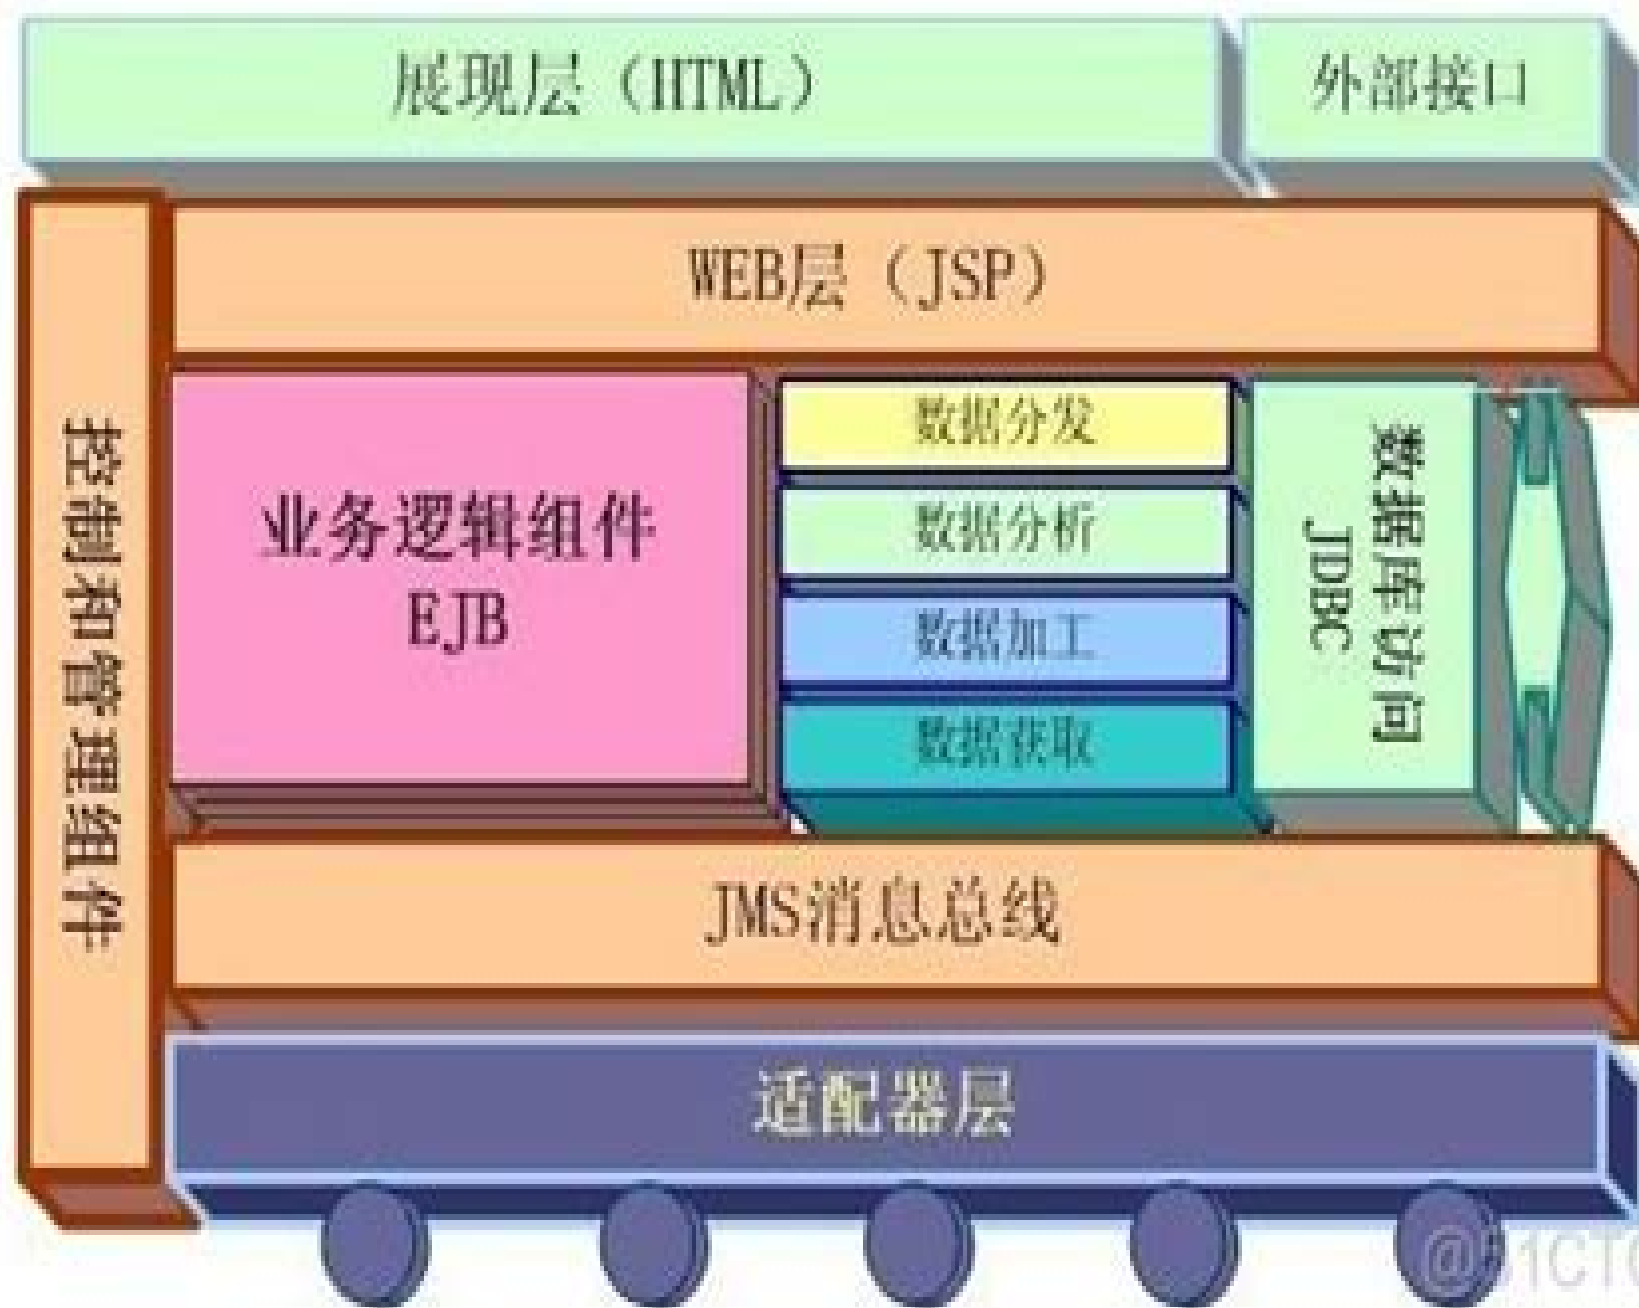 展现层（HTML）
外部接口
WEB层（JSP）
控制和管理组件
业务逻辑组件
EJB
数据分发
数据分析
数据加工
数据获取
数据库访问
JDBC
JMS消息总线
适配器层
@51CTO